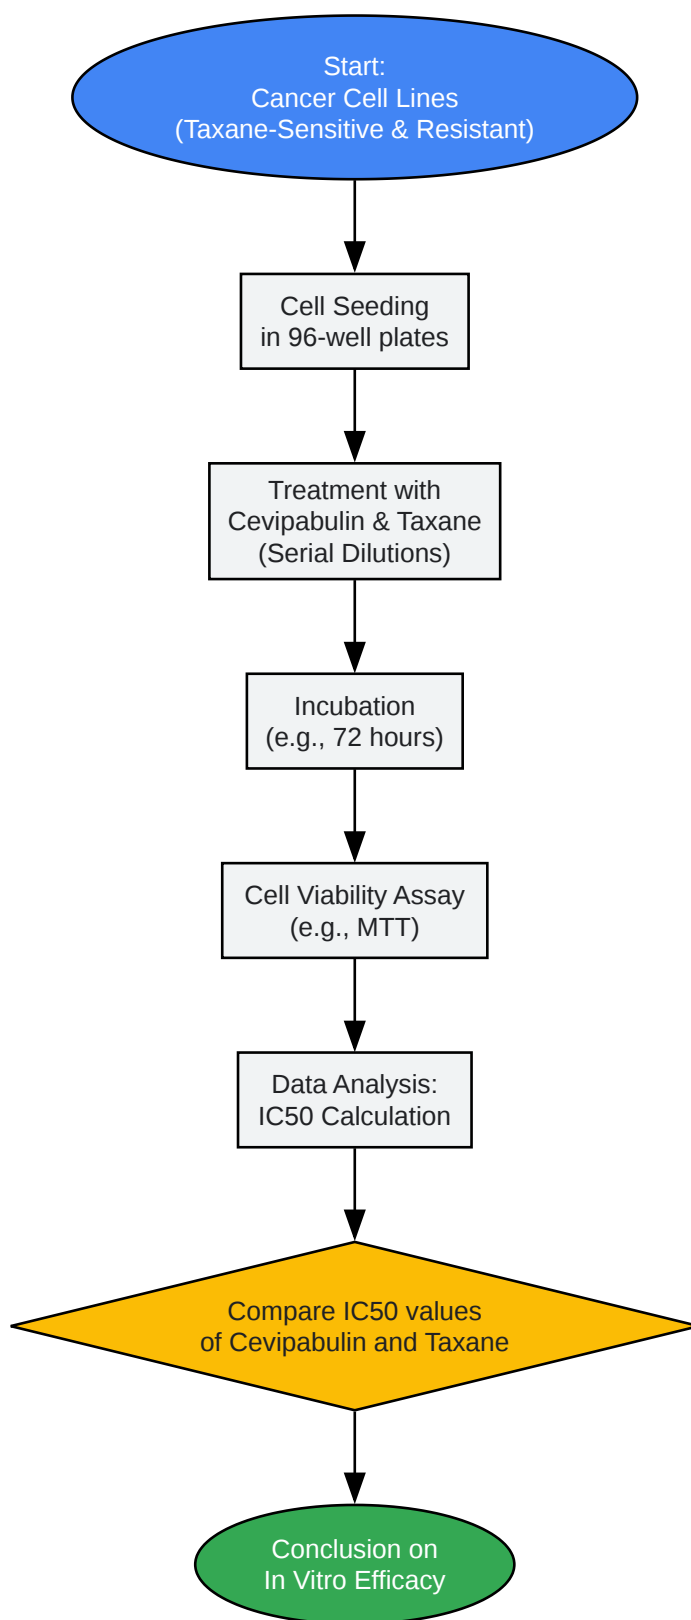 Start:
Cancer Cell Lines
(Taxane-Sensitive & Resistant)
Cell Seeding
in 96-well plates
Treatment with
Cevipabulin & Taxane
(Serial Dilutions)
Incubation
(e.g., 72 hours)
Cell Viability Assay
(e.g., MTT)
Data Analysis:
IC50 Calculation
Compare IC50 values
of Cevipabulin and Taxane
Conclusion on
In Vitro Efficacy